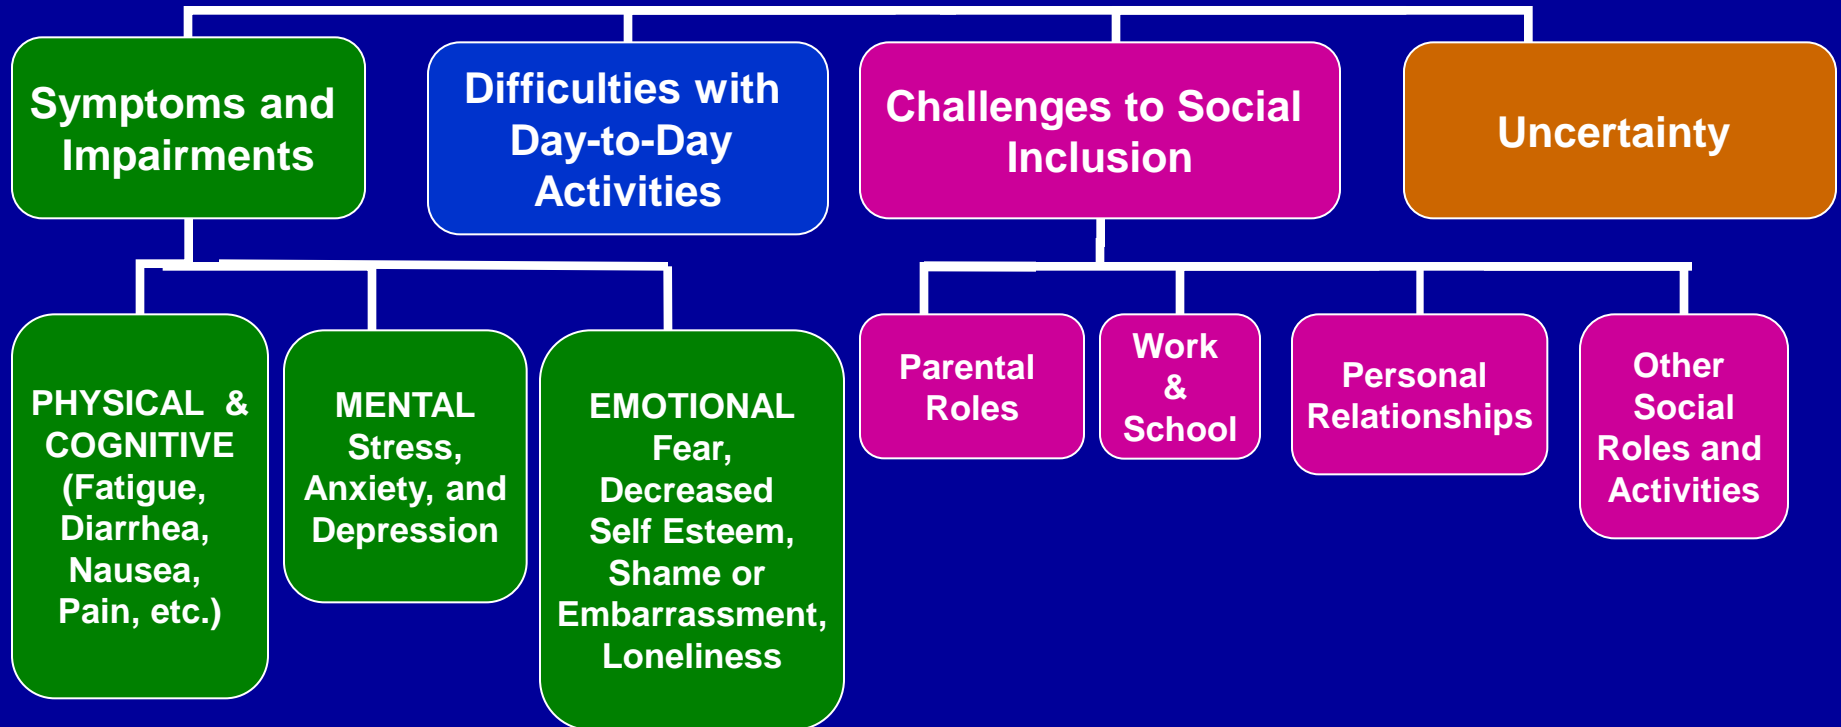 Symptoms and
Impairments
Difficulties with
Day-to-Day
Activities
Challenges to Social
Inclusion
Uncertainty
PHYSICAL &
COGNITIVE
(Fatigue,
Diarrhea,
Nausea,
Pain, etc.)
MENTAL
Stress,
Anxiety, and
Depression
EMOTIONAL
Fear,
Decreased
Self Esteem,
Shame or
Embarrassment,
Loneliness
Parental
Roles
Work
&
School
Personal
Relationships
Other
Social
Roles and
Activities